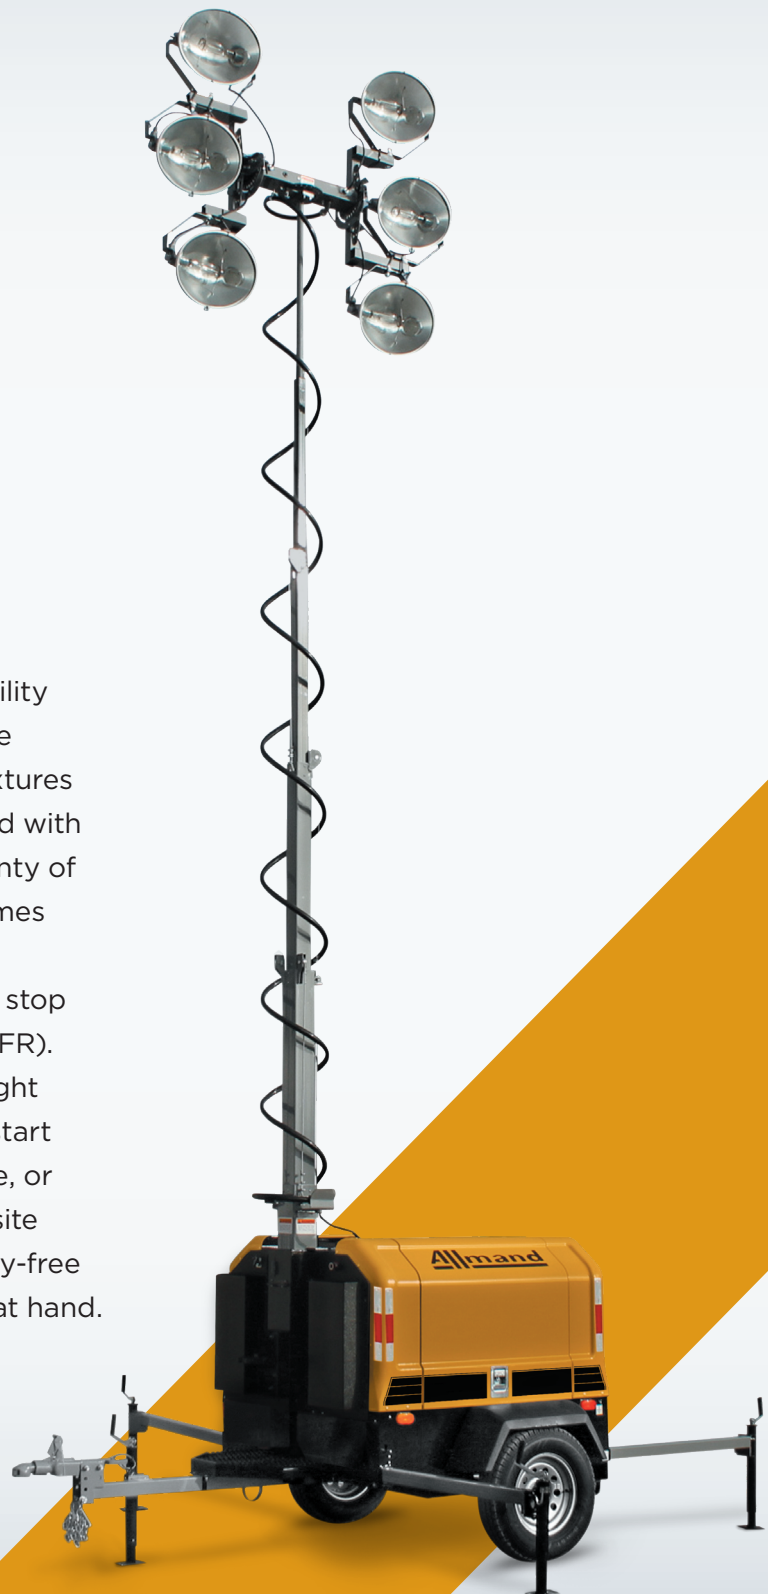 ility
e
xtures
d with
nty of
mes
stop
FR).
ght
tart
e, or
site
y-free
at hand.
Allmand